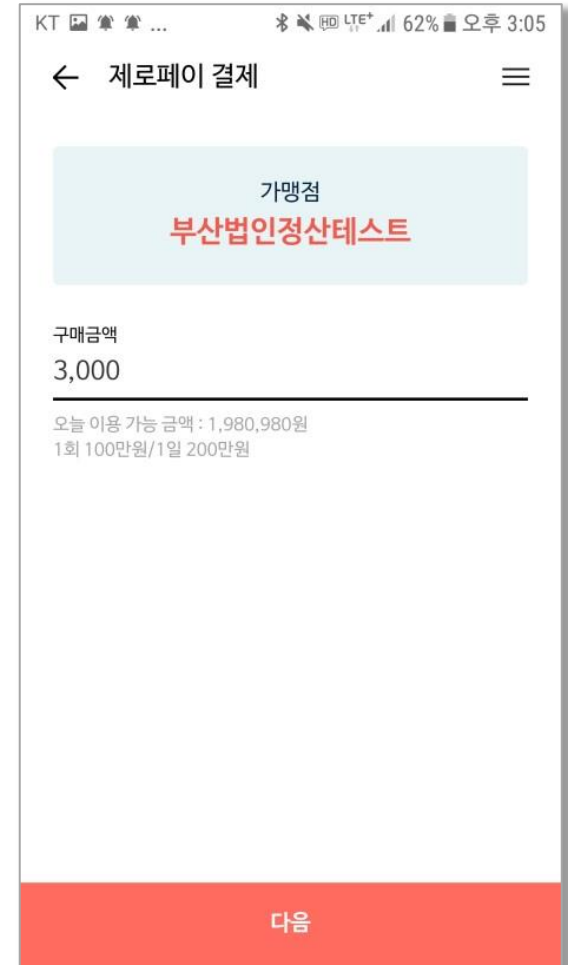 KT ... HD LTE+ 62% 오후 3:05
제로페이 결제
가맹점
부산법인정산테스트
구매금액
3,000
오늘 이용 가능 금액 : 1,980,980원
1회 100만원/1일 200만원
다음